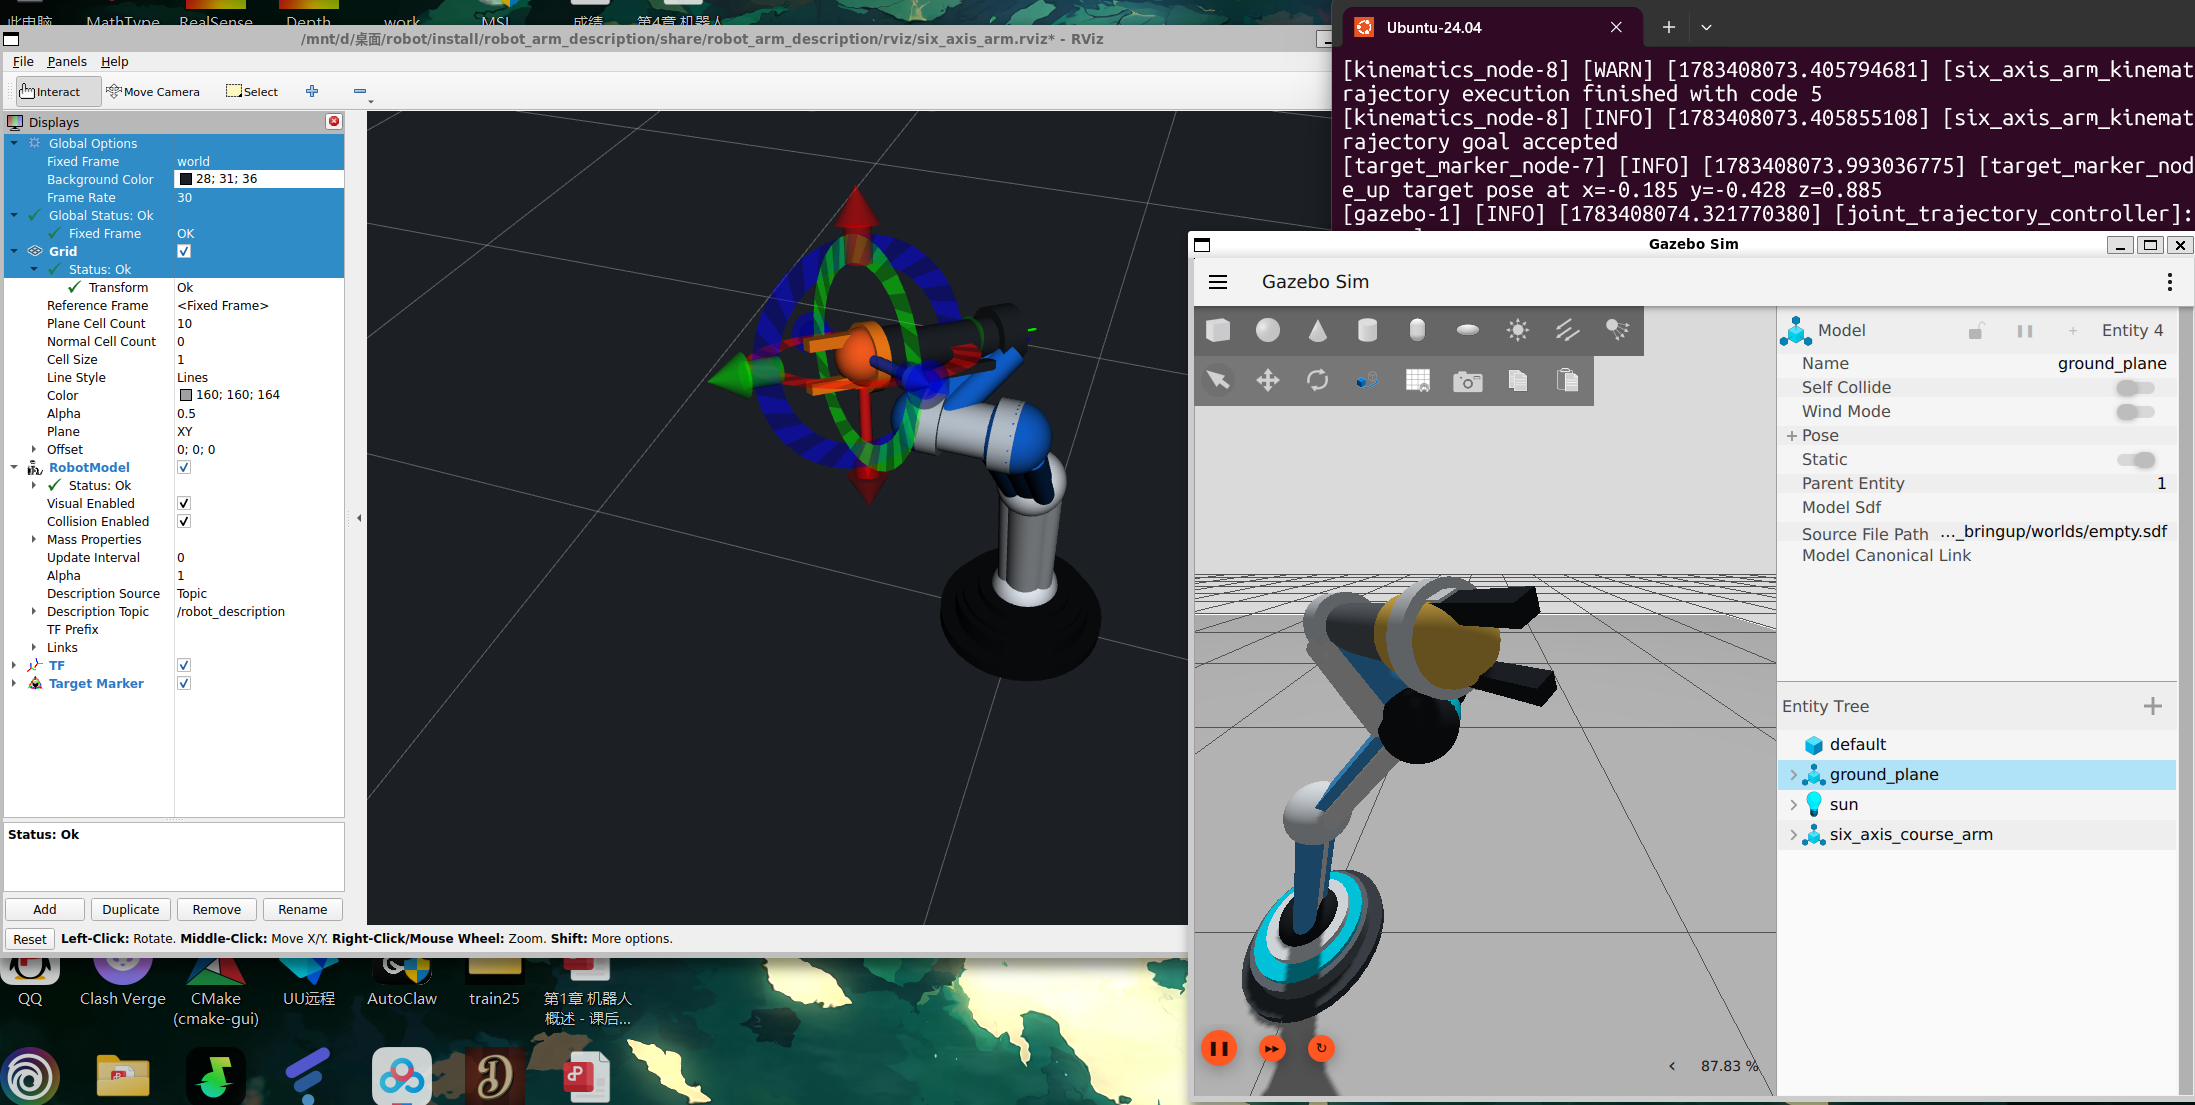 MathType
RealSense
Depth
work
MSI
成绩
第4章 机器人
/mnt/d/桌面/robot/install/robot_arm_description/share/robot_arm_description/rviz/six_axis_arm.rviz* - RViz
File Panels Help
Interact Move Camera Select
Displays
Global Options
Fixed Frame world
Background Color 28; 31; 36
Frame Rate 30
Global Status: Ok
Fixed Frame OK
Grid
Status: Ok
Transform Ok
Reference Frame <Fixed Frame>
Plane Cell Count 10
Normal Cell Count 0
Cell Size 1
Line Style Lines
Color 160; 160; 164
Alpha 0.5
Plane XY
Offset 0; 0; 0
RobotModel
Status: Ok
Visual Enabled
Collision Enabled
Mass Properties
Update Interval 0
Alpha 1
Description Source Topic
Description Topic /robot_description
TF Prefix
Links
TF
Target Marker
Status: Ok
Add Duplicate Remove Rename
Reset Left-Click: Rotate. Middle-Click: Move X/Y. Right-Click/Mouse Wheel: Zoom. Shift: More options.
Ubuntu-24.04
[kinematics_node-8] [WARN] [1783408073.405794681] [six_axis_arm_kinemat
rajectory execution finished with code 5
[kinematics_node-8] [INFO] [1783408073.405855108] [six_axis_arm_kinemat
rajectory goal accepted
[target_marker_node-7] [INFO] [1783408073.993036775] [target_marker_nod
e_up target pose at x=-0.185 y=-0.428 z=0.885
[gazebo-1] [INFO] [1783408074.321770380] [joint_trajectory_controller]:
Gazebo Sim
Gazebo Sim
Model Entity 4
Name ground_plane
Self Collide
Wind Mode
Pose
Static
Parent Entity 1
Model Sdf
Source File Path ..._bringup/worlds/empty.sdf
Model Canonical Link
Entity Tree
default
ground_plane
sun
six_axis_course_arm
87.83 %
QQ
Clash Verge
CMake
(cmake-gui)
UU远程
AutoClaw
train25
第1章 机器人
概述 - 课后...